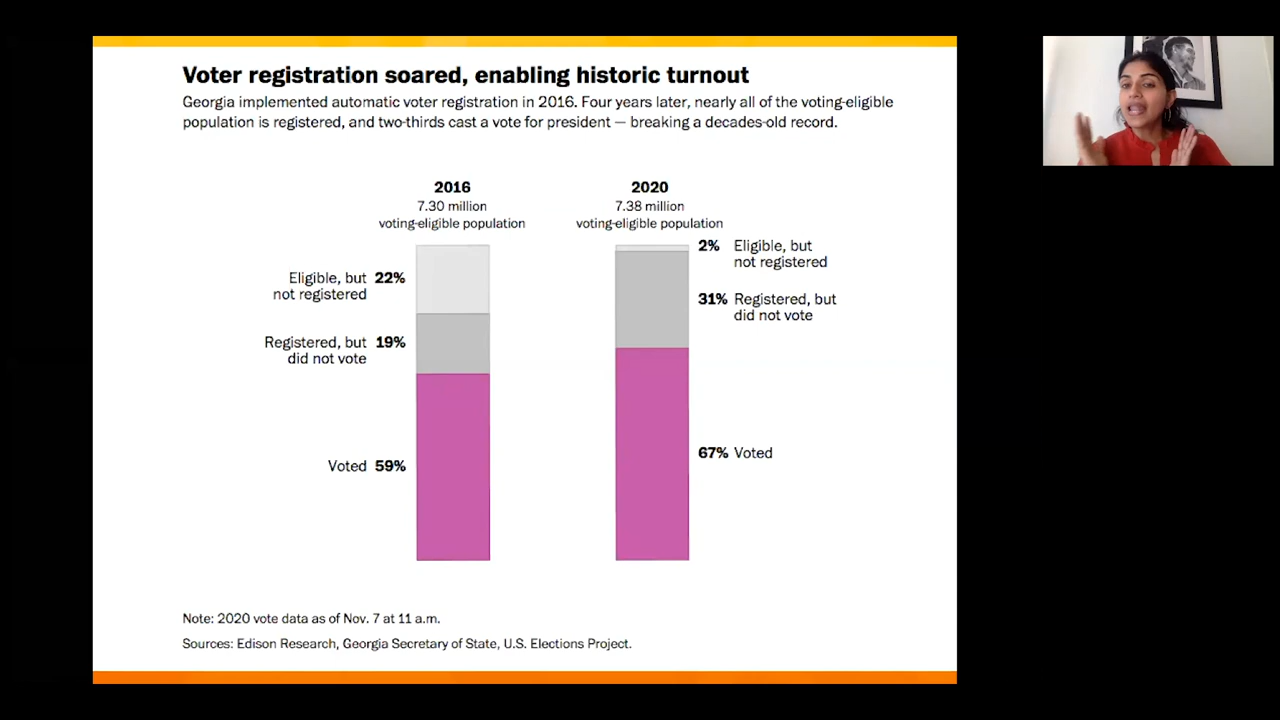 Voter registration soared, enabling historic turnout
Georgia implemented automatic voter registration in 2016. Four years later, nearly all of the voting-eligible
population is registered, and two-thirds cast a vote for president — breaking a decades-old record.
2016
7.30 million
voting-eligible population
2020
7.38 million
voting-eligible population
Eligible, but 22%
not registered
Registered, but 19%
did not vote
Voted 59%
2% Eligible, but
not registered
31% Registered, but
did not vote
67% Voted
Note: 2020 vote data as of Nov. 7 at 11 a.m.
Sources: Edison Research, Georgia Secretary of State, U.S. Elections Project.